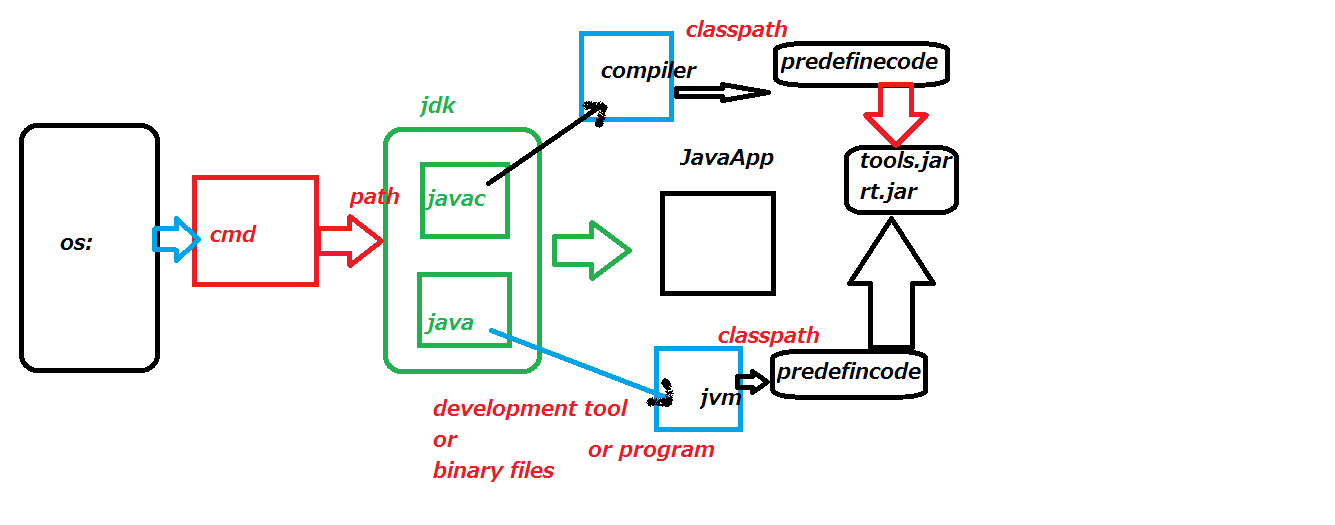 classpath
predefinecode
compiler
jdk
JavaApp
tools.jar
rt.jar
path
javac
os:
cmd
java
classpath
predefincode
jvm
development tool
or
binary files
or program